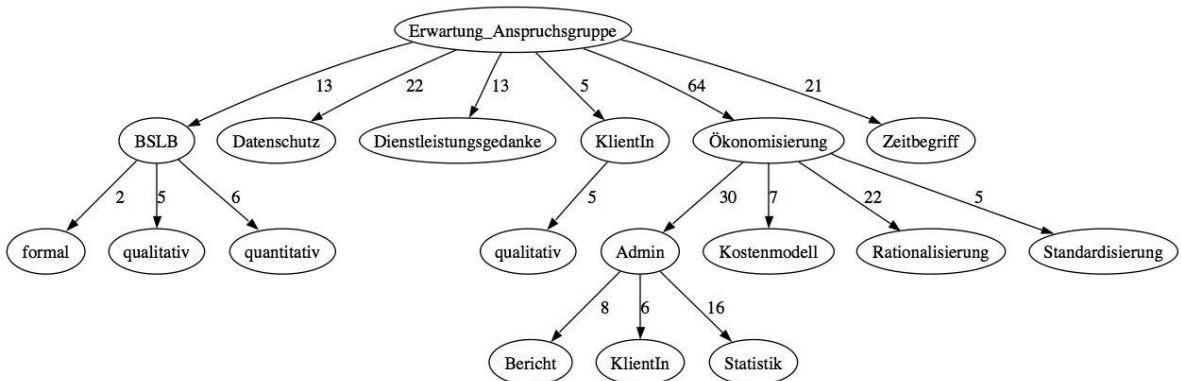 Erwartung_Anspruchsgruppe
13 22 13 5 64 21
BSLB Datenschutz Dienstleistungsgedanke KlientIn Ökonomisierung Zeitbegriff
2 5 6 5 30 7 22 5
formal qualitativ quantitativ qualitativ Admin Kostenmodell Rationalisierung Standardisierung
8 6 16
Bericht KlientIn Statistik